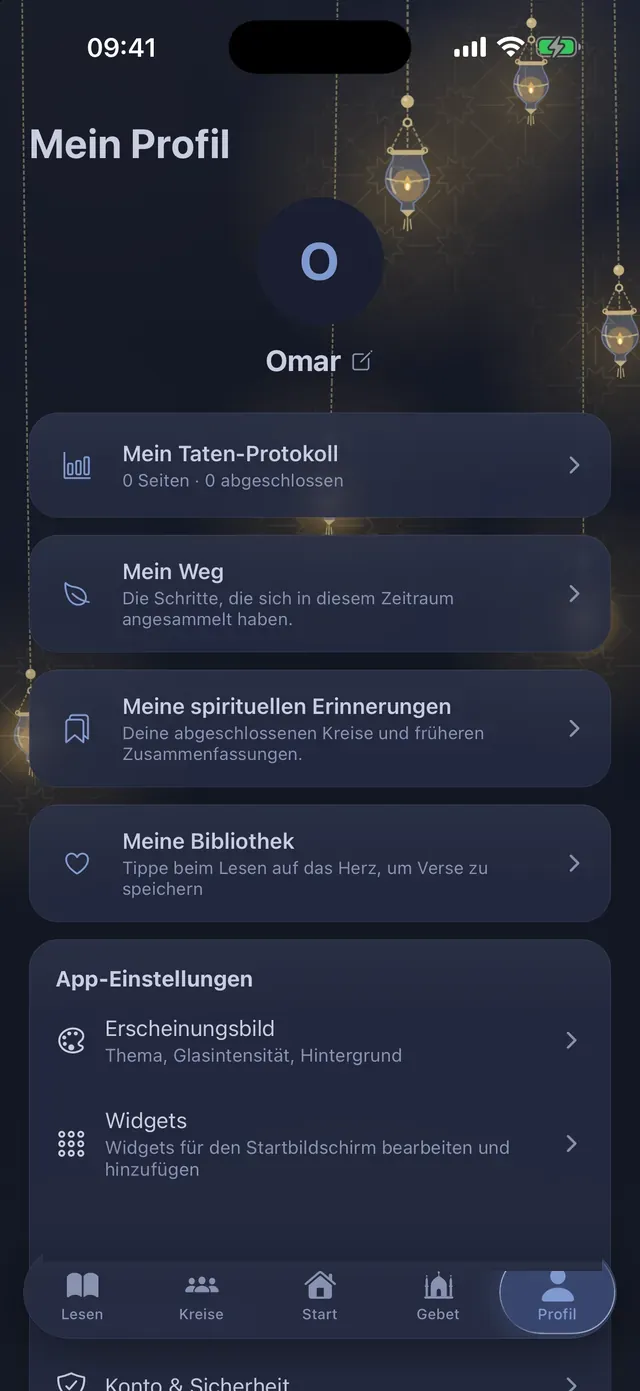 09:41
Mein Profil
O
Omar
Mein Taten-Protokoll
0 Seiten · 0 abgeschlossen
Mein Weg
Die Schritte, die sich in diesem Zeitraum
angesammelt haben.
Meine spirituellen Erinnerungen
Deine abgeschlossenen Kreise und früheren
Zusammenfassungen.
Meine Bibliothek
Tippe beim Lesen auf das Herz, um Verse zu
speichern
App-Einstellungen
Erscheinungsbild
Thema, Glasintensität, Hintergrund
Widgets
Widgets für den Startbildschirm bearbeiten und
hinzufügen
Lesen Kreise Start Gebet Profil
Konto & Sicherheit